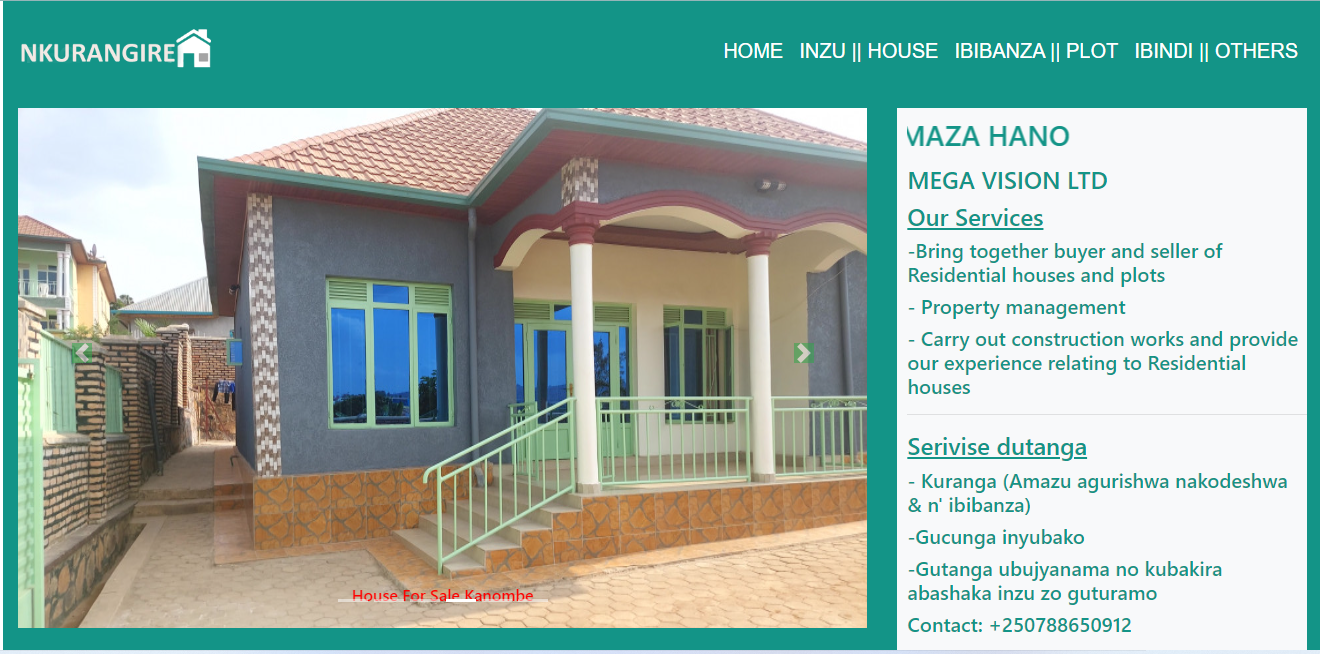 NKURANGIRE
HOME INZU || HOUSE IBIBANZA || PLOT IBINDI || OTHERS
House For Sale Kanombe
MAZA HANO
MEGA VISION LTD
Our Services
-Bring together buyer and seller of
Residential houses and plots
- Property management
- Carry out construction works and provide
our experience relating to Residential
houses
Serivise dutanga
- Kuranga (Amazu agurishwa nakodeshwa
& n' ibibanza)
-Gucunga inyubako
-Gutanga ubujyanama no kubakira
abashaka inzu zo guturamo
Contact: +250788650912